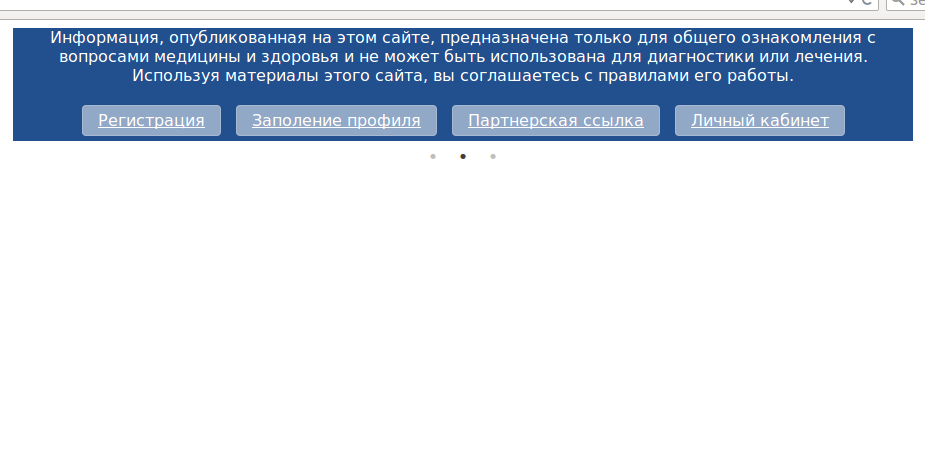 Информация, опубликованная на этом сайте, предназначена только для общего ознакомления с
вопросами медицины и здоровья и не может быть использована для диагностики или лечения.
Используя материалы этого сайта, вы соглашаетесь с правилами его работы.
Регистрация Заполение профиля Партнерская ссылка Личный кабинет